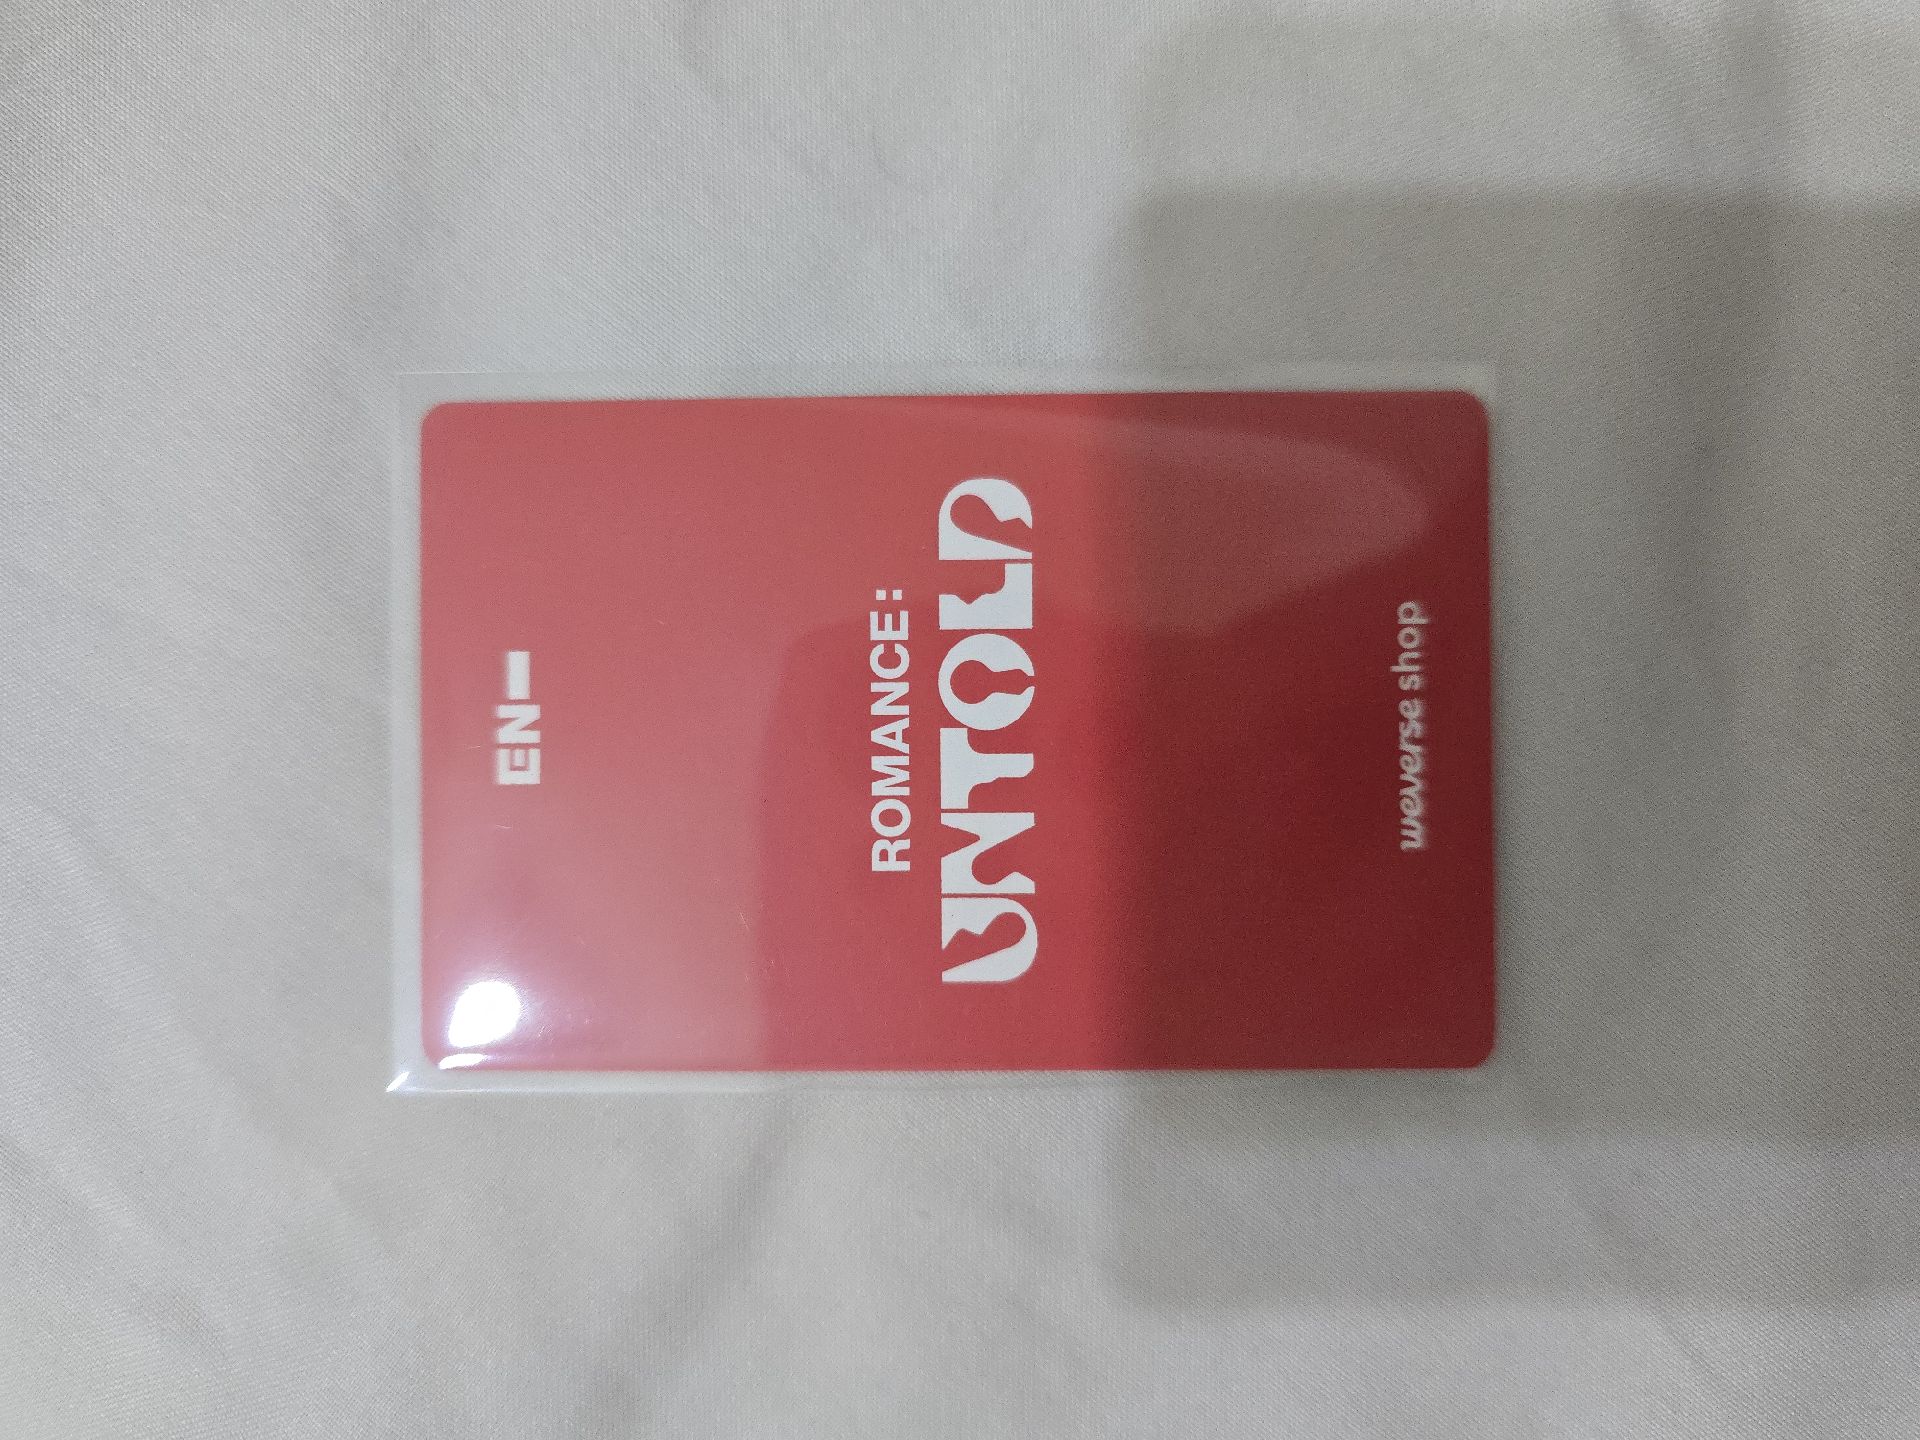 EN-
ROMANCE:
UNTOLD
weverse shop